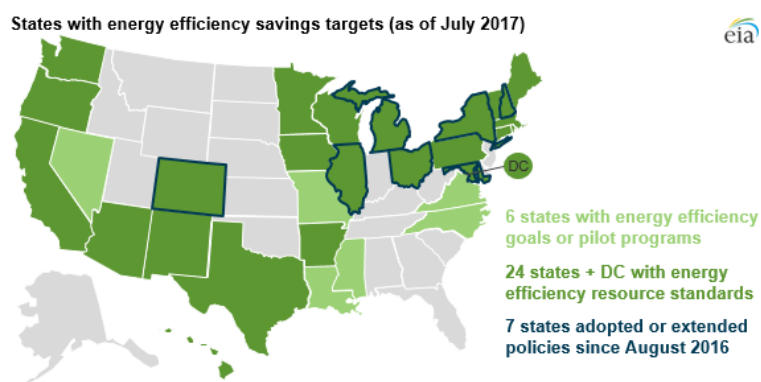 States with energy efficiency savings targets (as of July 2017)
eia
DC
6 states with energy efficiency
goals or pilot programs
24 states + DC with energy
efficiency resource standards
7 states adopted or extended
policies since August 2016